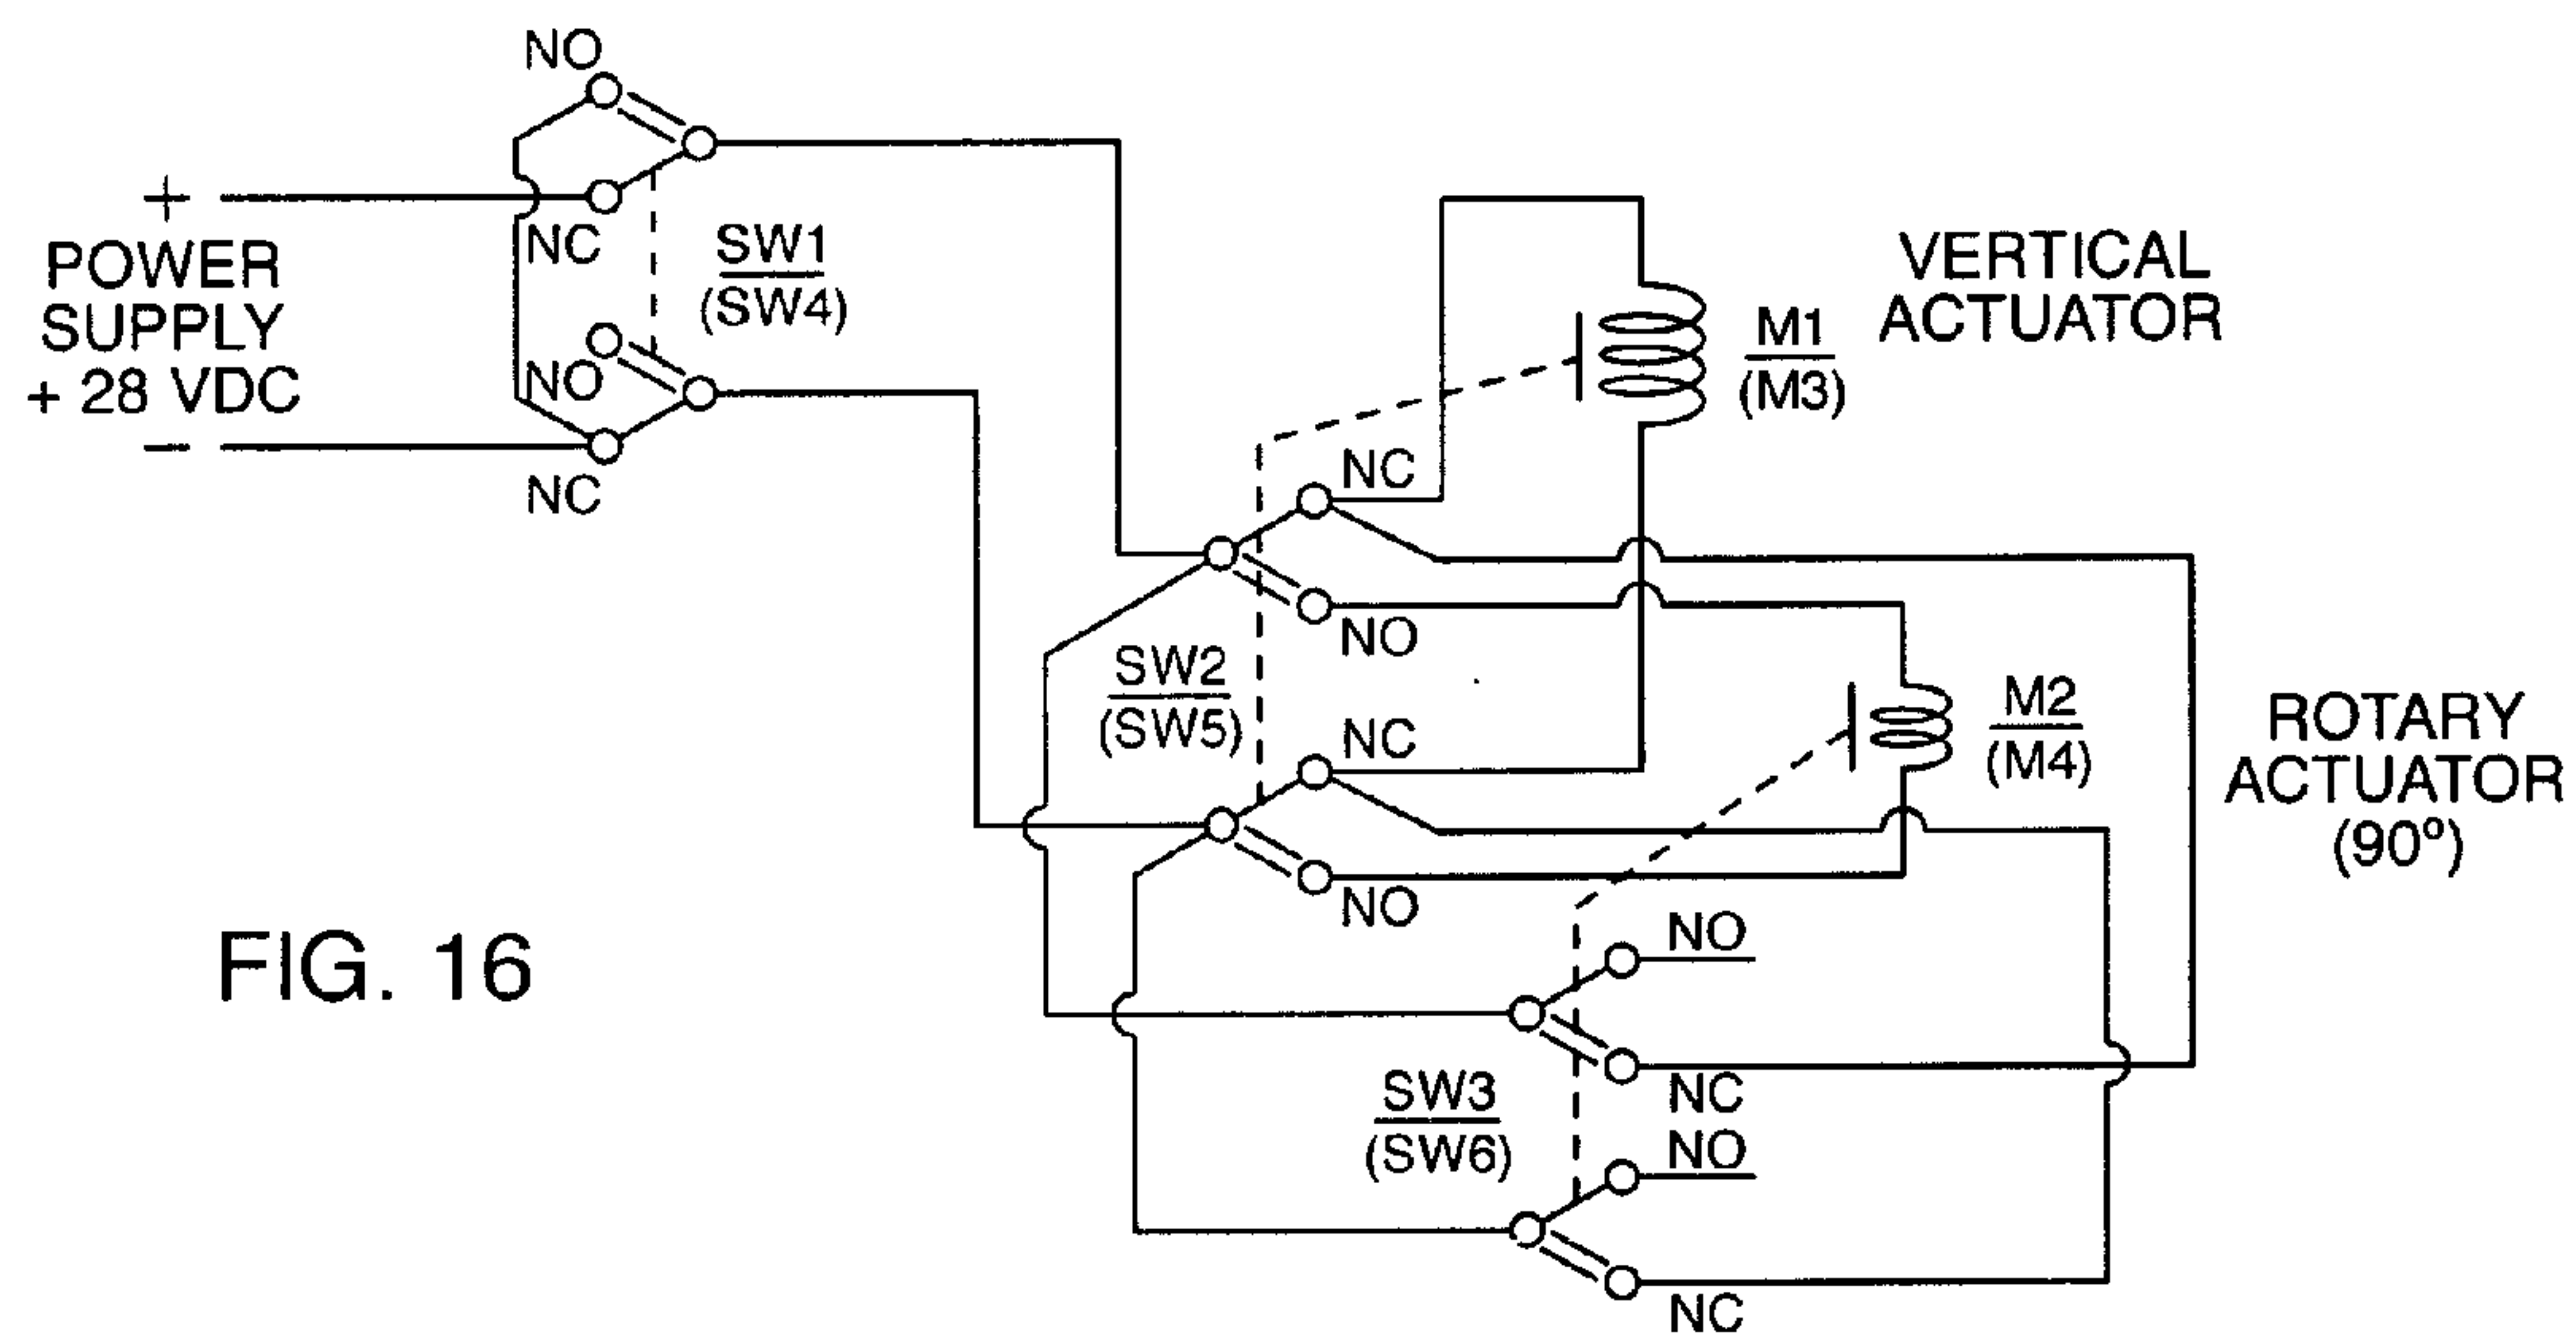 NO
+
NC
POWER
SUPPLY
+ 28 VDC
−
SW1
(SW4)
NO
NC
VERTICAL
ACTUATOR
M1
(M3)
NC
NO
SW2
(SW5)
NC
NO
M2
(M4)
ROTARY
ACTUATOR
(90º)
FIG. 16
NO
NC
SW3
(SW6)
NO
NC